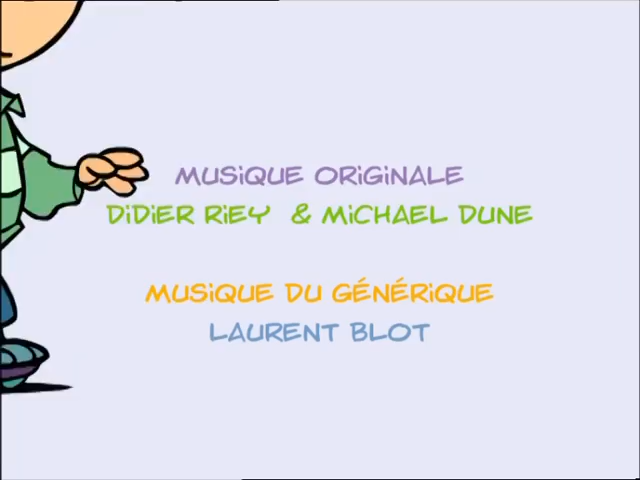 MUSiQUE ORiGiNALE
DiDiER RiEY & MiCHAEL DUNE
MUSiQUE DU GÉNÉRiQUE
LAURENT BLOT